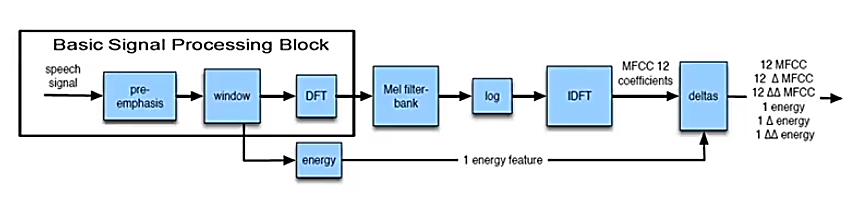 Basic Signal Processing Block
speech
signal
pre-
emphasis
window
DFT
Mel filter-
bank
log
IDFT
MFCC 12
coefficients
deltas
12 MFCC
12 Δ MFCC
12 ΔΔ MFCC
1 energy
1 Δ energy
1 ΔΔ energy
energy
1 energy feature